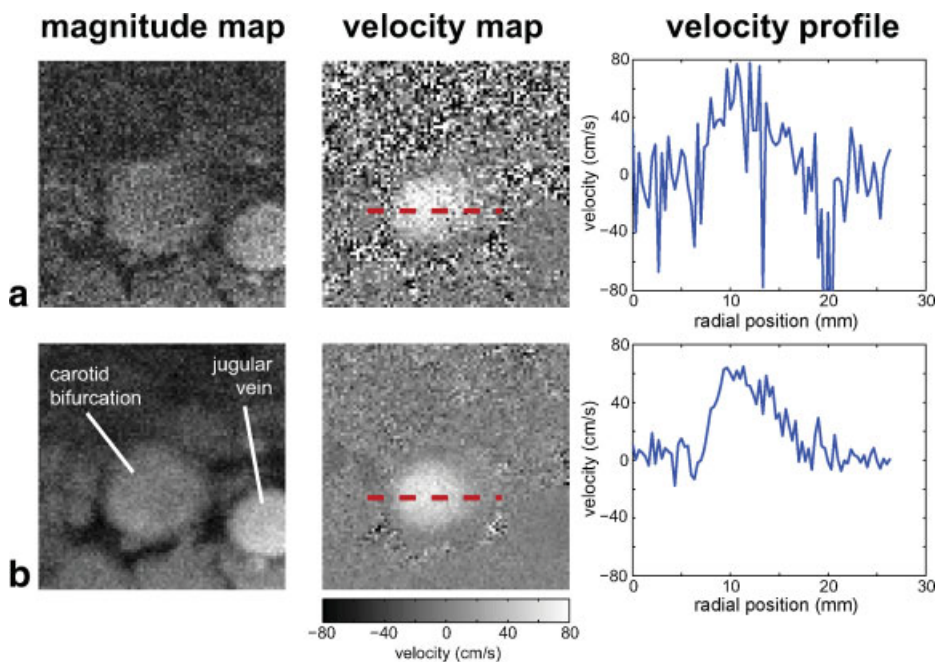 magnitude map
velocity map
velocity profile
80
40
0
−40
−80
velocity (cm/s)
0
10
20
30
radial position (mm)
a
carotid
bifurcation
jugular
vein
80
40
0
−40
−80
velocity (cm/s)
0
10
20
30
radial position (mm)
b
−80
−40
0
40
80
velocity (cm/s)